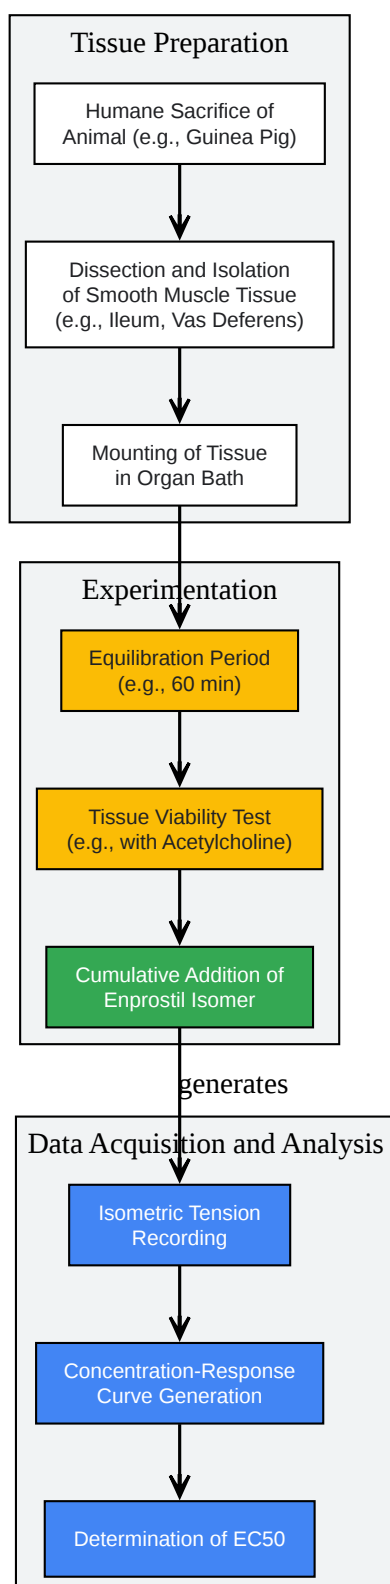 Tissue Preparation
Humane Sacrifice of
Animal (e.g., Guinea Pig)
Dissection and Isolation
of Smooth Muscle Tissue
(e.g., Ileum, Vas Deferens)
Mounting of Tissue
in Organ Bath
Experimentation
Equilibration Period
(e.g., 60 min)
Tissue Viability Test
(e.g., with Acetylcholine)
Cumulative Addition of
Enprostil Isomer
generates
Data Acquisition and Analysis
Isometric Tension
Recording
Concentration-Response
Curve Generation
Determination of EC50